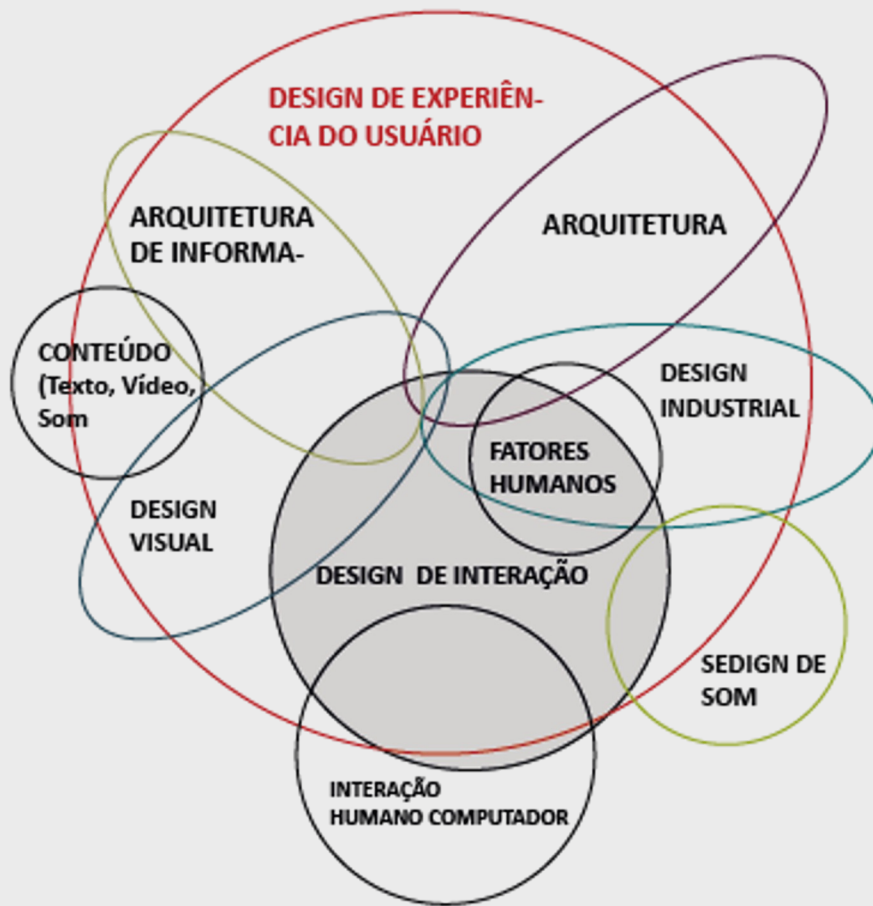 DESIGN DE EXPERIÊN-
CIA DO USUÁRIO
ARQUITETURA
DE INFORMA-
ARQUITETURA
CONTEÚDO
(Texto, Vídeo,
Som
DESIGN
INDUSTRIAL
FATORES
HUMANOS
DESIGN
VISUAL
DESIGN DE INTERAÇÃO
SEDIGN DE
SOM
INTERAÇÃO
HUMANO COMPUTADOR